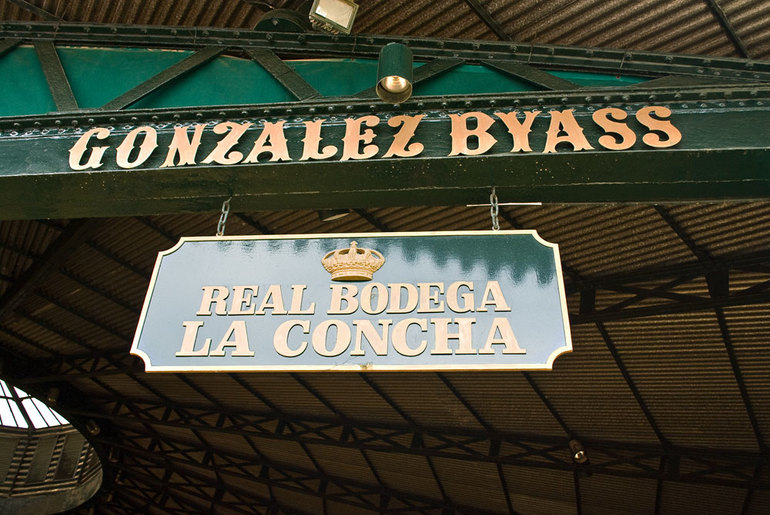 GONZALEZ BYASS
REAL BODEGA
LA CONCHA